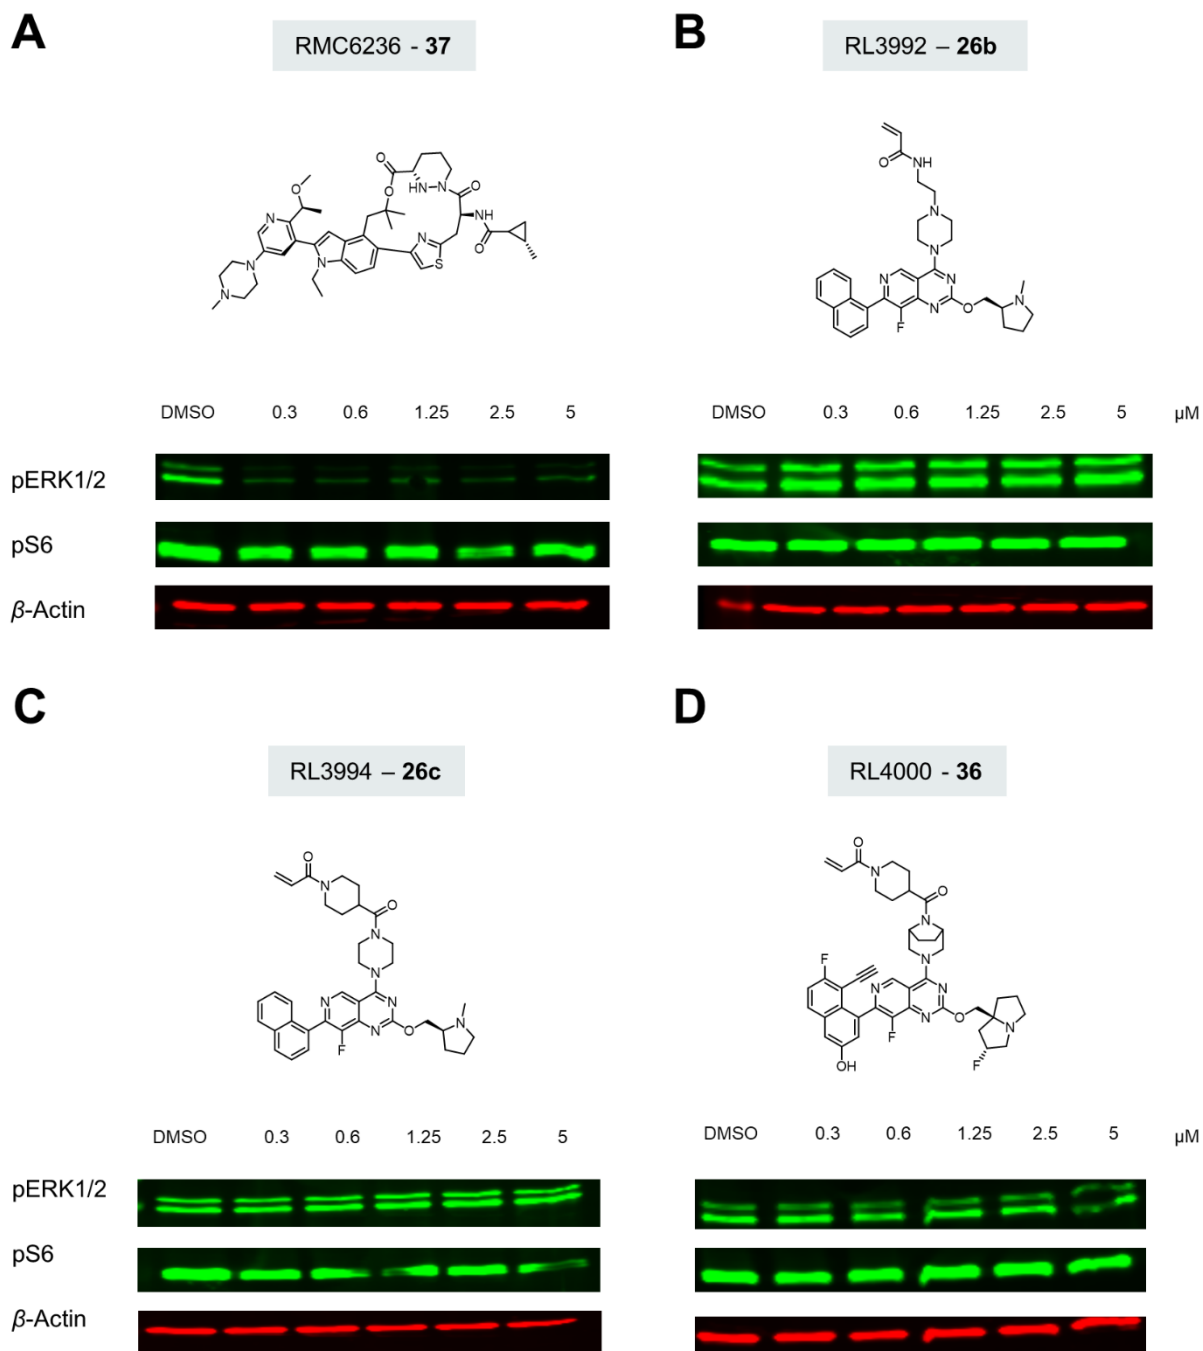 A
RMC6236 - 37
B
RL3992 – 26b
DMSO 0.3 0.6 1.25 2.5 5
DMSO 0.3 0.6 1.25 2.5 5 µM
pERK1/2
pS6
β-Actin
C
RL3994 – 26c
D
RL4000 - 36
DMSO 0.3 0.6 1.25 2.5 5
DMSO 0.3 0.6 1.25 2.5 5 µM
pERK1/2
pS6
β-Actin